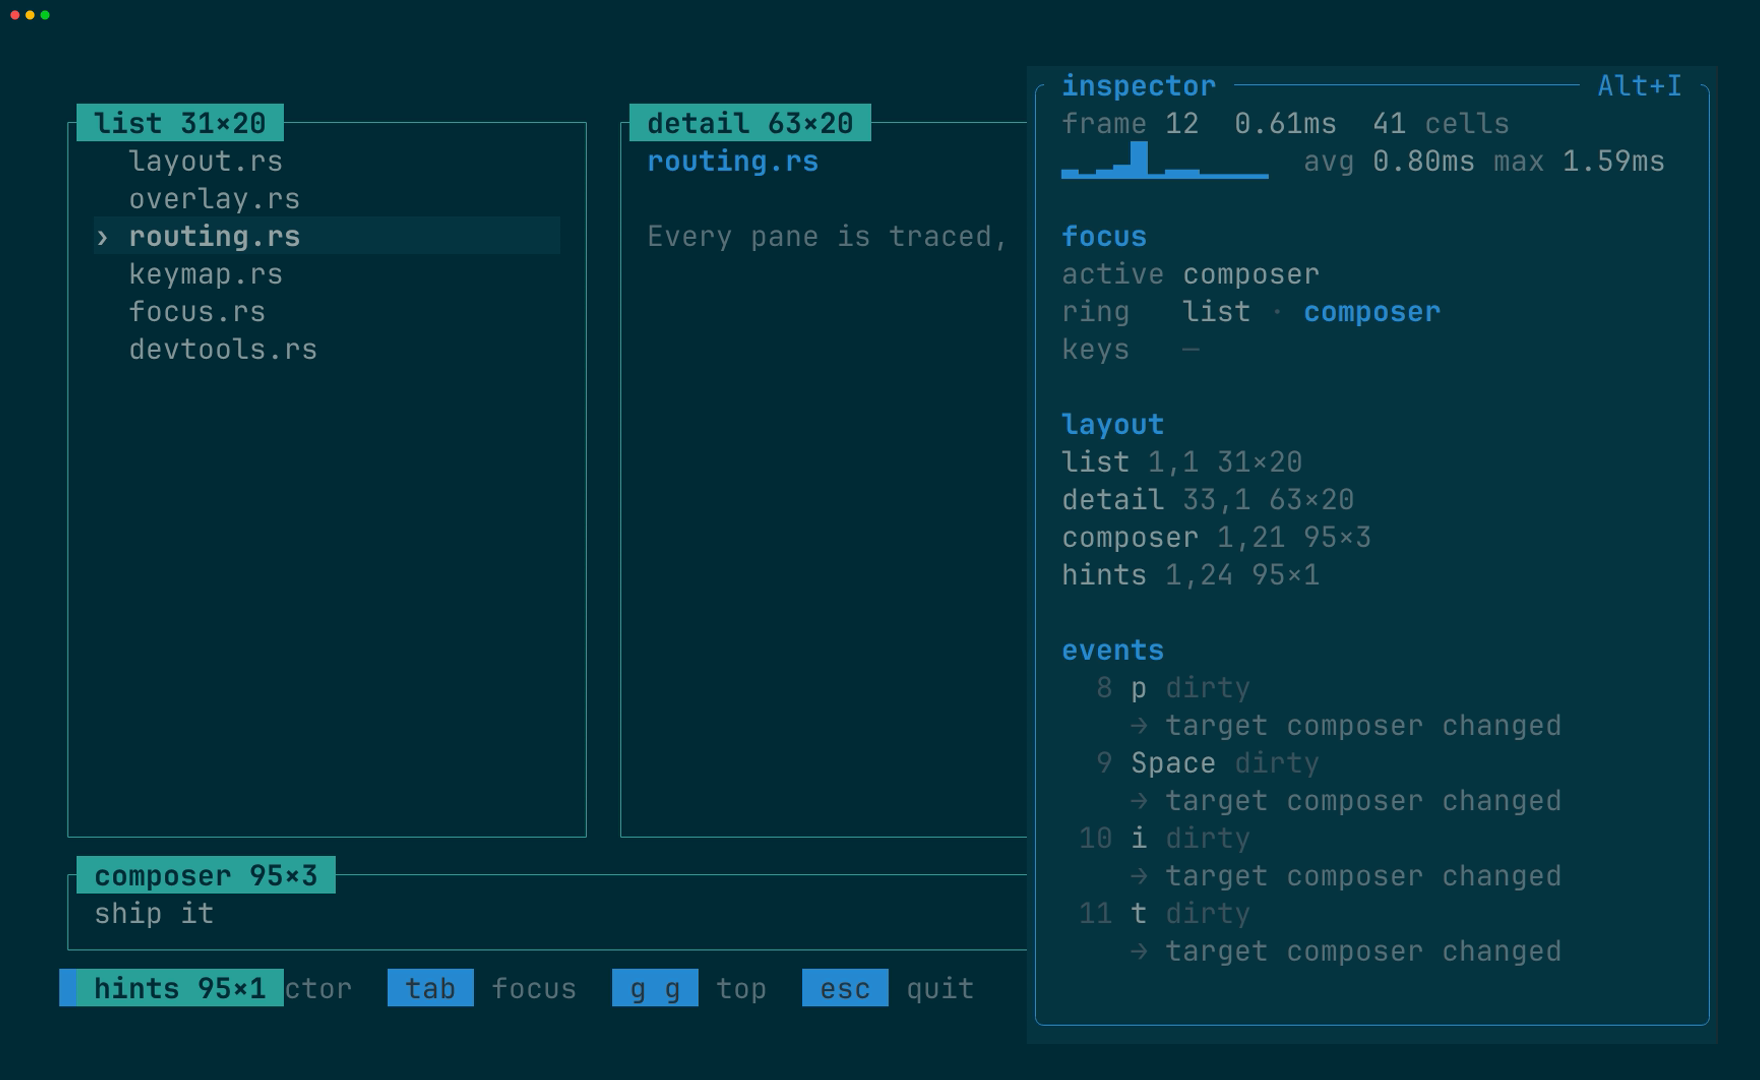 list 31×20
layout.rs
overlay.rs
› routing.rs
keymap.rs
focus.rs
devtools.rs
detail 63×20
routing.rs
Every pane is traced,
composer 95×3
ship it
hints 95×1 ctor tab focus g g top esc quit
inspector Alt+I
frame 12 0.61ms 41 cells
avg 0.80ms max 1.59ms
focus
active composer
ring list · composer
keys —
layout
list 1,1 31×20
detail 33,1 63×20
composer 1,21 95×3
hints 1,24 95×1
events
8 p dirty
→ target composer changed
9 Space dirty
→ target composer changed
10 i dirty
→ target composer changed
11 t dirty
→ target composer changed